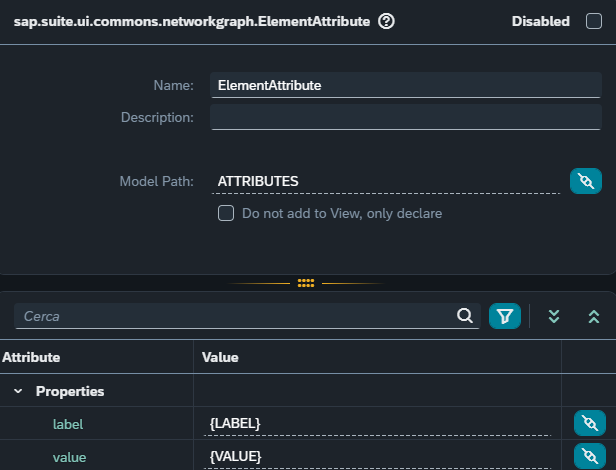 sap.suite.ui.commons.networkgraph.ElementAttribute ? Disabled
Name: ElementAttribute
Description:
Model Path: ATTRIBUTES
Do not add to View, only declare
Cerca
Attribute Value
Properties
label {LABEL}
value {VALUE}